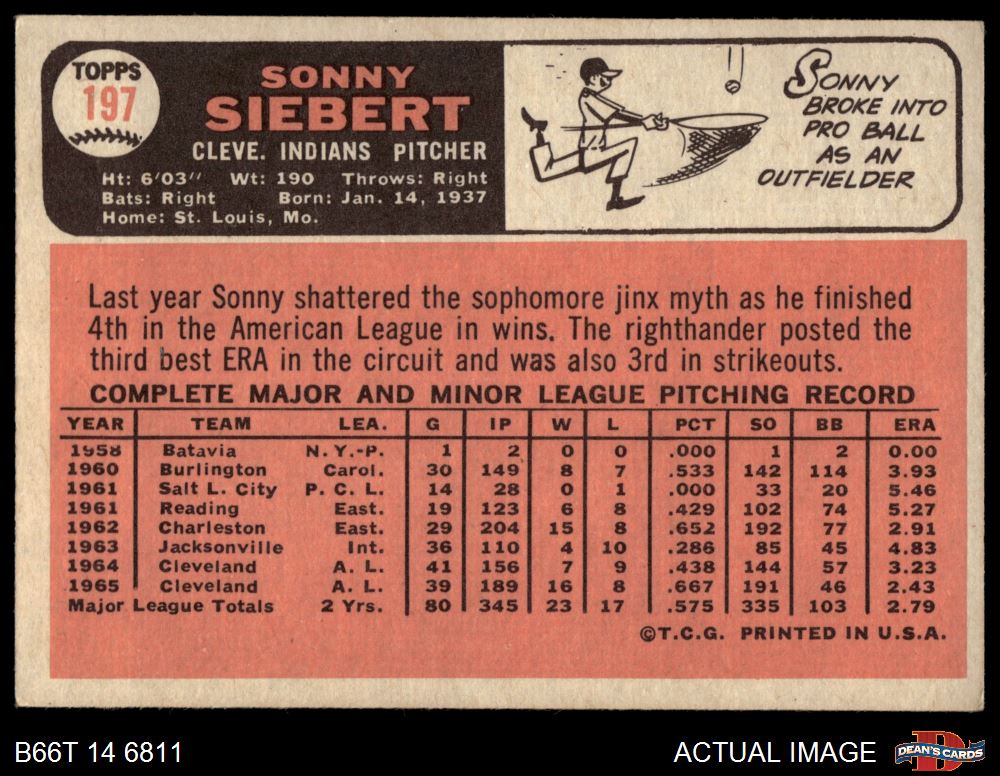 TOPPS
197
SONNY
SIEBERT
CLEVE. INDIANS PITCHER
Ht: 6'03" Wt: 190 Throws: Right
Bats: Right Born: Jan. 14, 1937
Home: St. Louis, Mo.
SONNY
BROKE INTO
PRO BALL
AS AN
OUTFIELDER
Last year Sonny shattered the sophomore jinx myth as he finished
4th in the American League in wins. The righthander posted the
third best ERA in the circuit and was also 3rd in strikeouts.
COMPLETE MAJOR AND MINOR LEAGUE PITCHING RECORD
YEAR TEAM LEA. G IP W L PCT SO BB ERA
1958 Batavia N.Y.-P. 1 2 0 0 .000 1 2 0.00
1960 Burlington Carol. 30 149 8 7 .533 142 114 3.93
1961 Salt L. City P. C. L. 14 28 0 1 .000 33 20 5.46
1961 Reading East. 19 123 6 8 .429 102 74 5.27
1962 Charleston East. 29 204 15 8 .652 192 77 2.91
1963 Jacksonville Int. 36 110 4 10 .286 85 45 4.83
1964 Cleveland A. L. 41 156 7 9 .438 144 57 3.23
1965 Cleveland A. L. 39 189 16 8 .667 191 46 2.43
Major League Totals 2 Yrs. 80 345 23 17 .575 335 103 2.79
©T.C.G. PRINTED IN U.S.A.
B66T 14 6811
ACTUAL IMAGE
D
DEAN'S CARDS